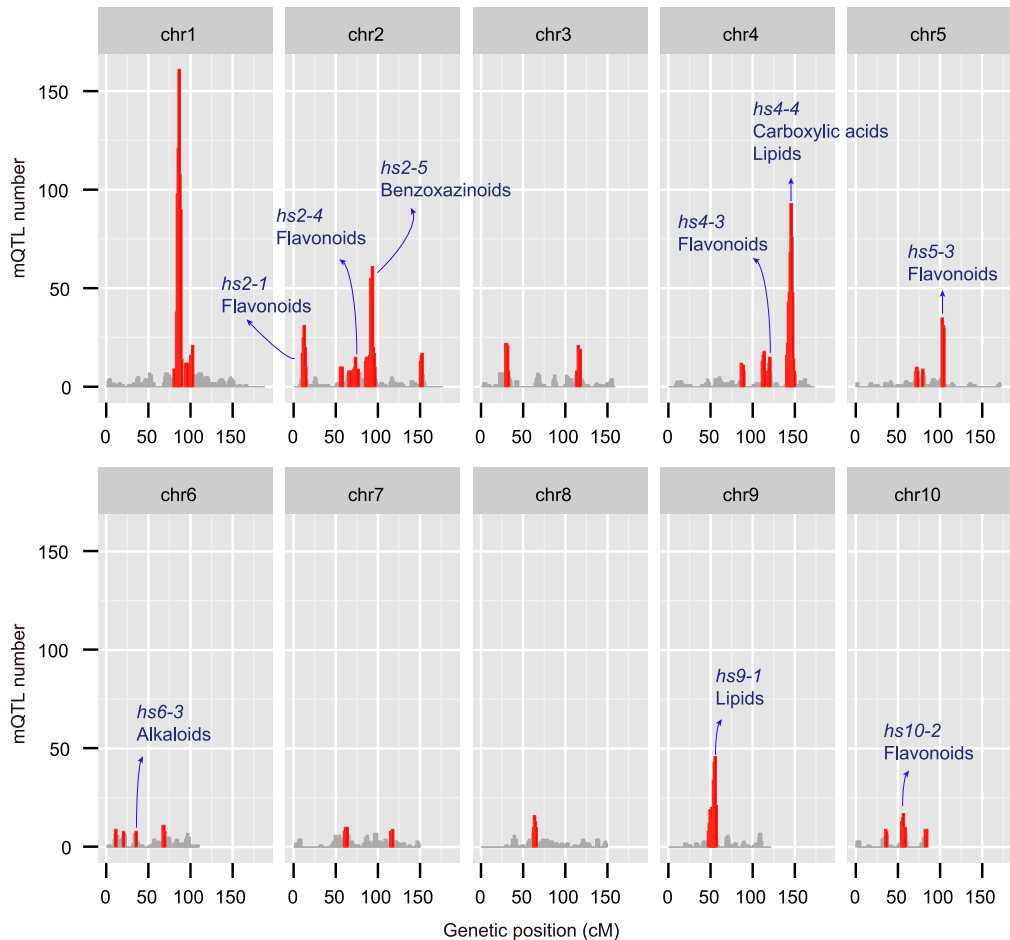 chr1
chr2
chr3
chr4
chr5
mQTL number
150
100
50
0
hs2-1
Flavonoids
hs2-4
Flavonoids
hs2-5
Benzoxazinoids
hs4-3
Flavonoids
hs4-4
Carboxylic acids
Lipids
hs5-3
Flavonoids
0 50 100 150
0 50 100 150
0 50 100 150
0 50 100 150
0 50 100 150
chr6
chr7
chr8
chr9
chr10
mQTL number
150
100
50
0
hs6-3
Alkaloids
hs9-1
Lipids
hs10-2
Flavonoids
0 50 100 150
0 50 100 150
0 50 100 150
0 50 100 150
0 50 100 150
Genetic position (cM)